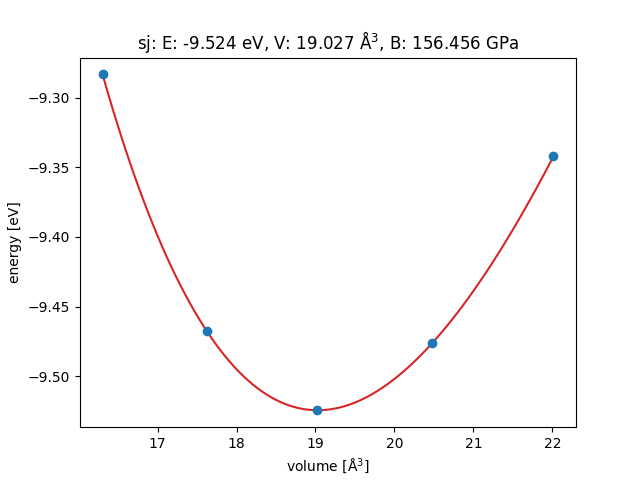 sj: E: -9.524 eV, V: 19.027 Å³, B: 156.456 GPa
energy [eV]
−9.30
−9.35
−9.40
−9.45
−9.50
17 18 19 20 21 22
volume [Å³]